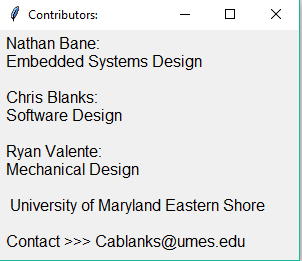 Contributors:
Nathan Bane:
Embedded Systems Design
Chris Blanks:
Software Design
Ryan Valente:
Mechanical Design
University of Maryland Eastern Shore
Contact >>> Cablanks@umes.edu